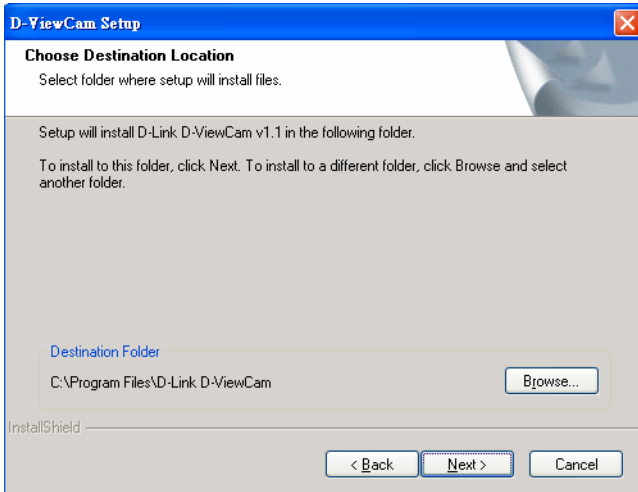 D-ViewCam Setup
Choose Destination Location
Select folder where setup will install files.
Setup will install D-Link D-ViewCam v1.1 in the following folder.
To install to this folder, click Next. To install to a different folder, click Browse and select
another folder.
Destination Folder
C:\Program Files\D-Link D-ViewCam
Browse...
InstallShield
< Back
Next >
Cancel